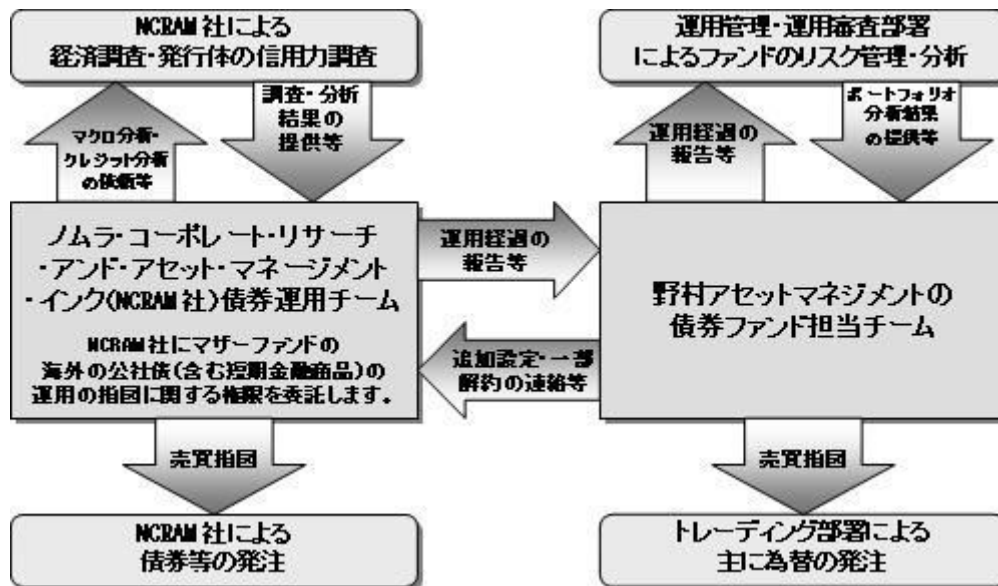 NCRAM社による
経済調査・発行体の信用力調査
運用管理・運用審査部署
によるファンドのリスク管理・分析
マクロ分析・
クレジット分析
の依頼等
調査・分析
結果の
提供等
運用経過の
報告等
ポートフォリオ
分析結果
の提供等
ノムラ・コーポレート・リサーチ
・アンド・アセット・マネージメント
・インク(NCRAM社)債券運用チーム
NCRAM社にマザーファンドの
海外の公社債(含む短期金融商品)の
運用の指図に関する権限を委託します。
運用経過の
報告等
追加設定・一部
解約の連絡等
野村アセットマネジメントの
債券ファンド担当チーム
売買指図
売買指図
NCRAM社による
債券等の発注
トレーディング部署による
主に為替の発注